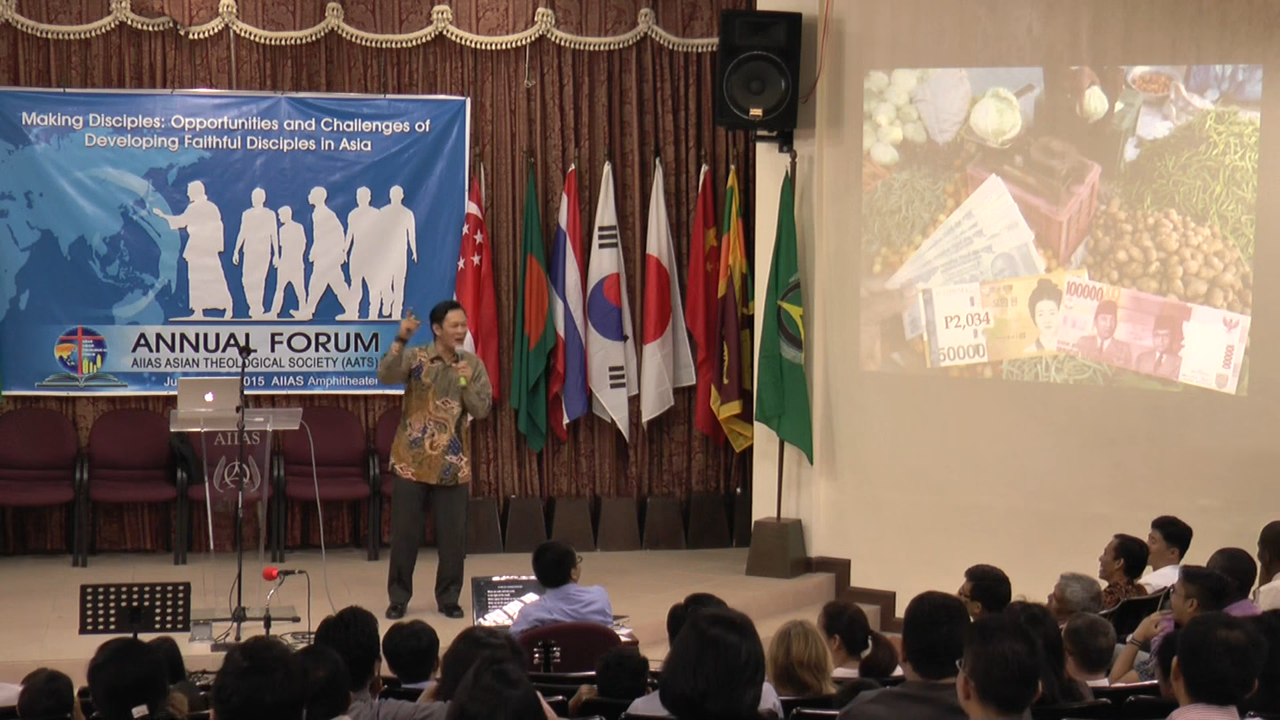 Making Disciples: Opportunities and Challenges of
Developing Faithful Disciples in Asia
ANNUAL FORUM
AIIAS ASIAN THEOLOGICAL SOCIETY (AATS)
2015 AIIAS Amphitheater
AIIAS
P2,034
50000
100000